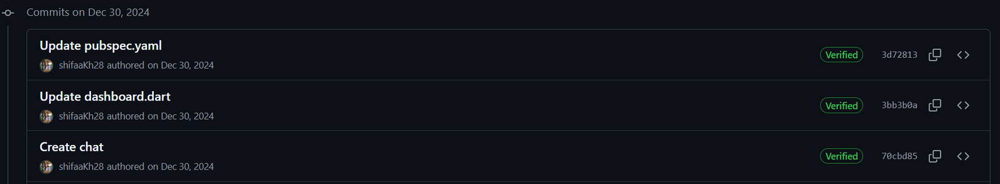 Commits on Dec 30, 2024
Update pubspec.yaml
shifaaKh28 authored on Dec 30, 2024
Verified
3d72813
Update dashboard.dart
shifaaKh28 authored on Dec 30, 2024
Verified
3bb3b0a
Create chat
shifaaKh28 authored on Dec 30, 2024
Verified
70cbd85